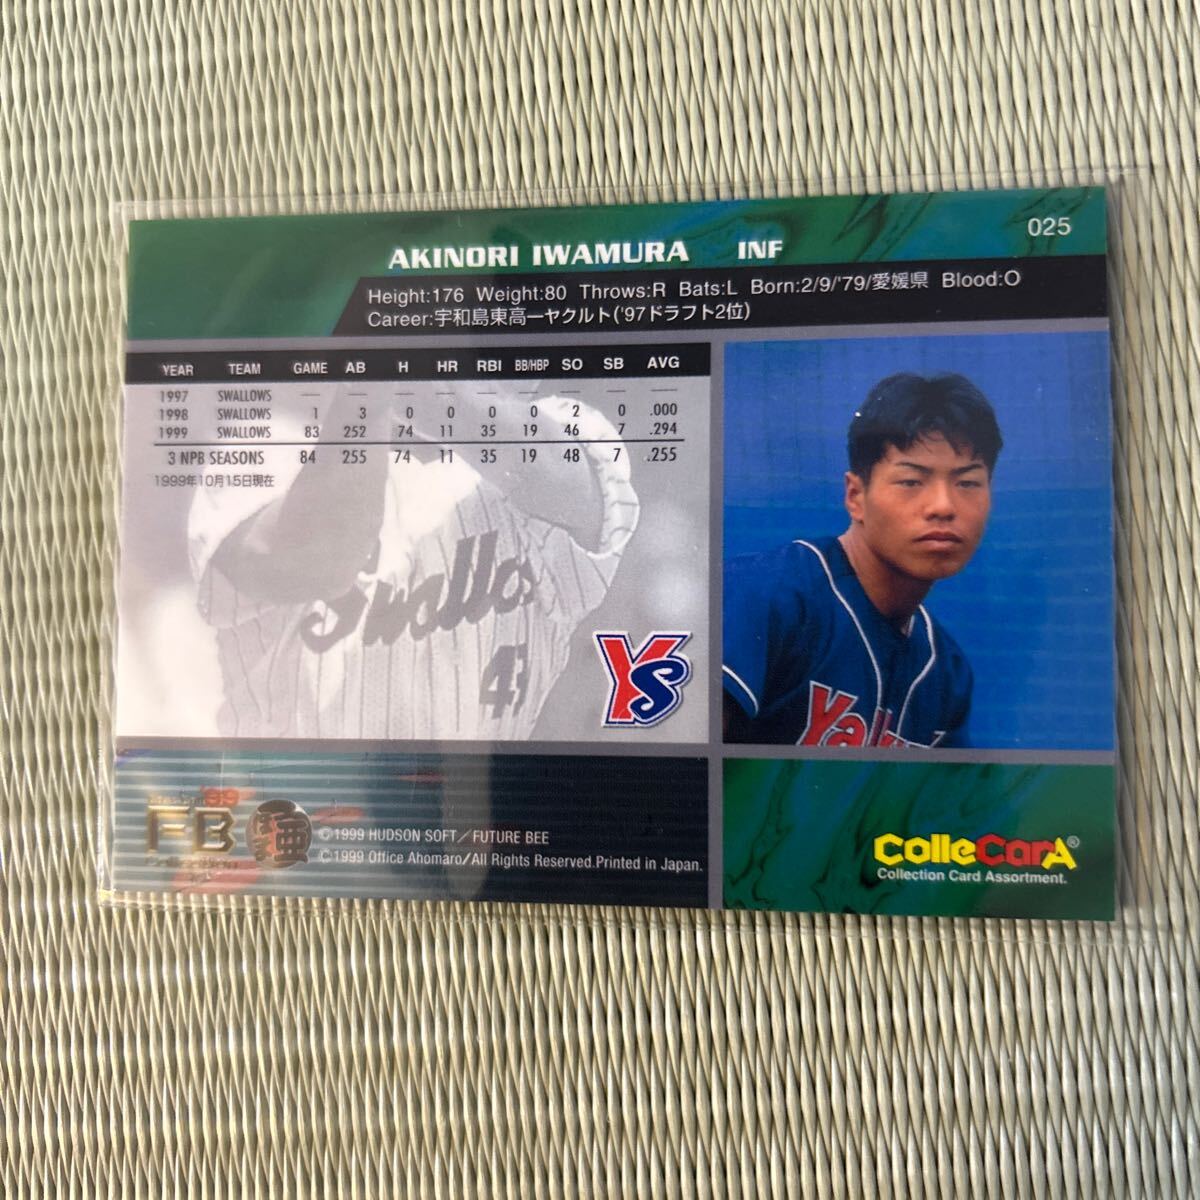 025
AKINORI IWAMURA INF
Height:176 Weight:80 Throws:R Bats:L Born:2/9/'79/愛媛県 Blood:O
Career:宇和島東高ーヤクルト('97ドラフト2位)
YEAR TEAM GAME AB H HR RBI BB/HBP SO SB AVG
1997 SWALLOWS — — — — — — — — —
1998 SWALLOWS 1 3 0 0 0 0 2 0 .000
1999 SWALLOWS 83 252 74 11 35 19 46 7 .294
3 NPB SEASONS 84 255 74 11 35 19 48 7 .255
1999年10月15日現在
Swallows
YS
Yaku
'99
FB
©1999 HUDSON SOFT/FUTURE BEE
©1999 Office Ahomaro/All Rights Reserved.Printed in Japan.
ColleCarA®
Collection Card Assortment.